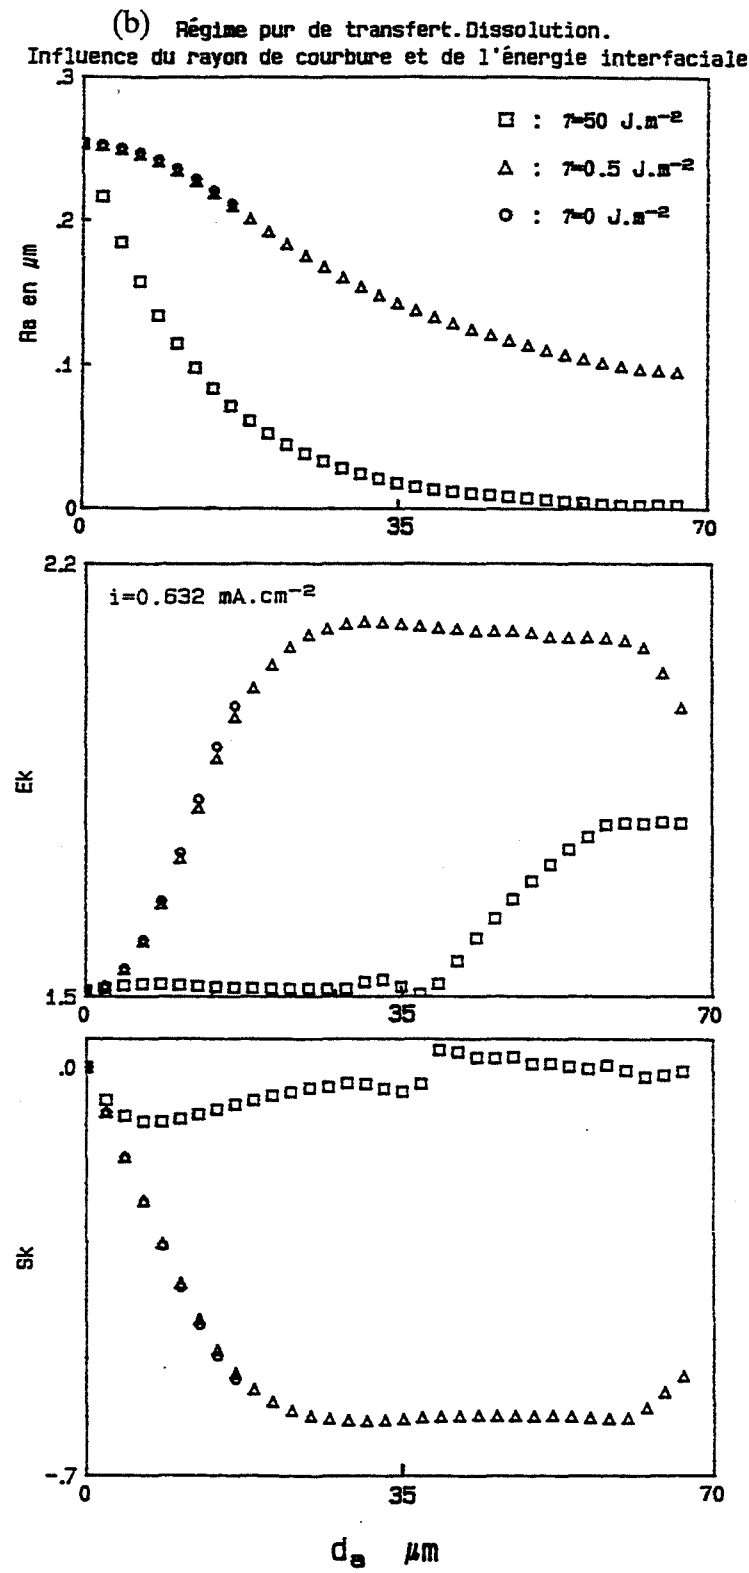 (b) Régime pur de transfert.Dissolution.
Influence du rayon de courbure et de l'énergie interfaciale
.3
□ : γ=50 J.m⁻²
△ : γ=0.5 J.m⁻²
○ : γ=0 J.m⁻²
.2
Ra en µm
.1
0
0 35 70
2.2
i=0.632 mA.cm⁻²
Ek
1.5
0 35 70
.0
Sk
-.7
0 35 70
dₐ µm